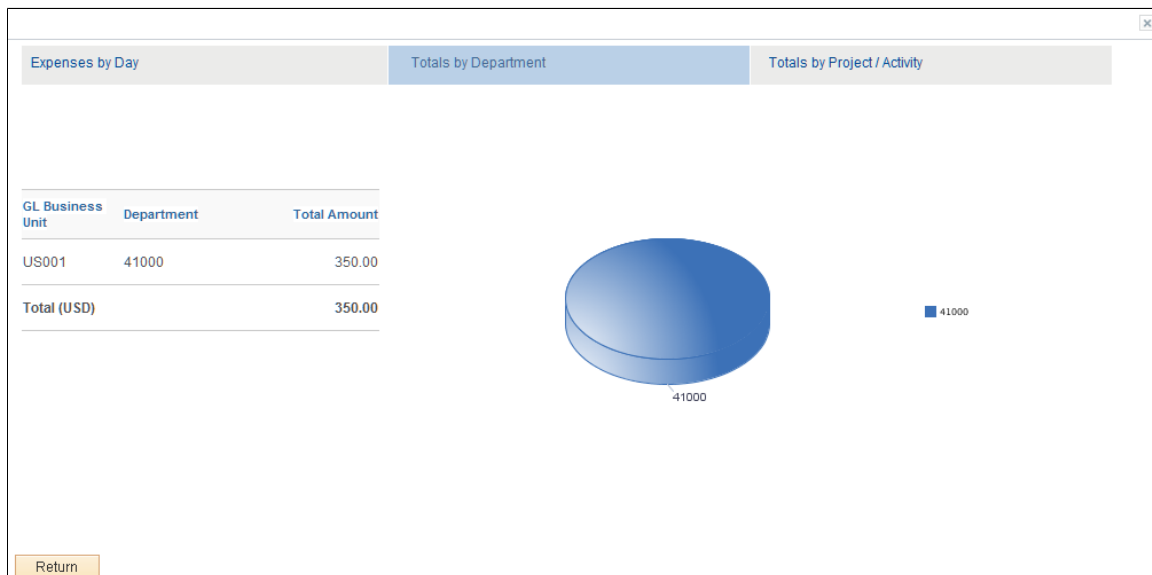 Expenses by Day
Totals by Department
Totals by Project / Activity
GL Business
Unit
Department
Total Amount
US001 41000 350.00
Total (USD) 350.00
41000
41000
Return